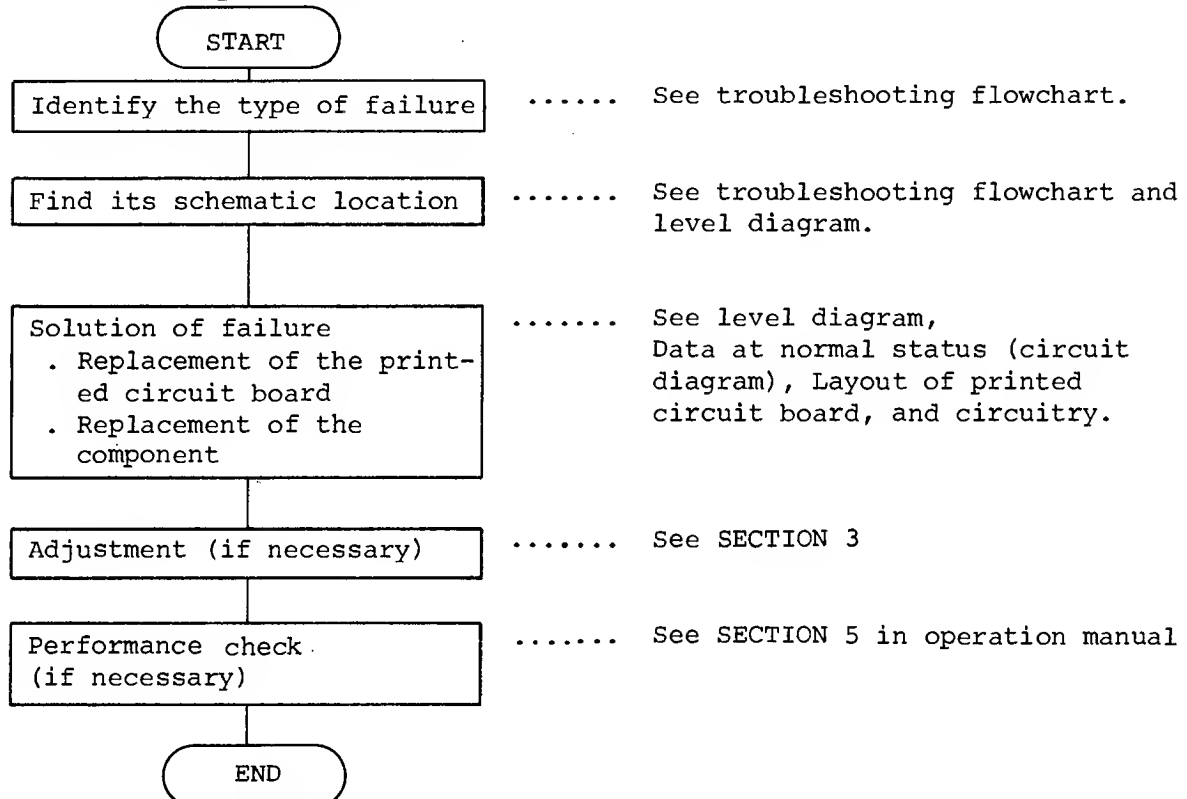 START
Identify the type of failure ...... See troubleshooting flowchart.
Find its schematic location ....... See troubleshooting flowchart and
level diagram.
Solution of failure ....... See level diagram,
. Replacement of the print- Data at normal status (circuit
ed circuit board diagram), Layout of printed
. Replacement of the circuit board, and circuitry.
component
Adjustment (if necessary) ....... See SECTION 3
Performance check ....... See SECTION 5 in operation manual
(if necessary)
END